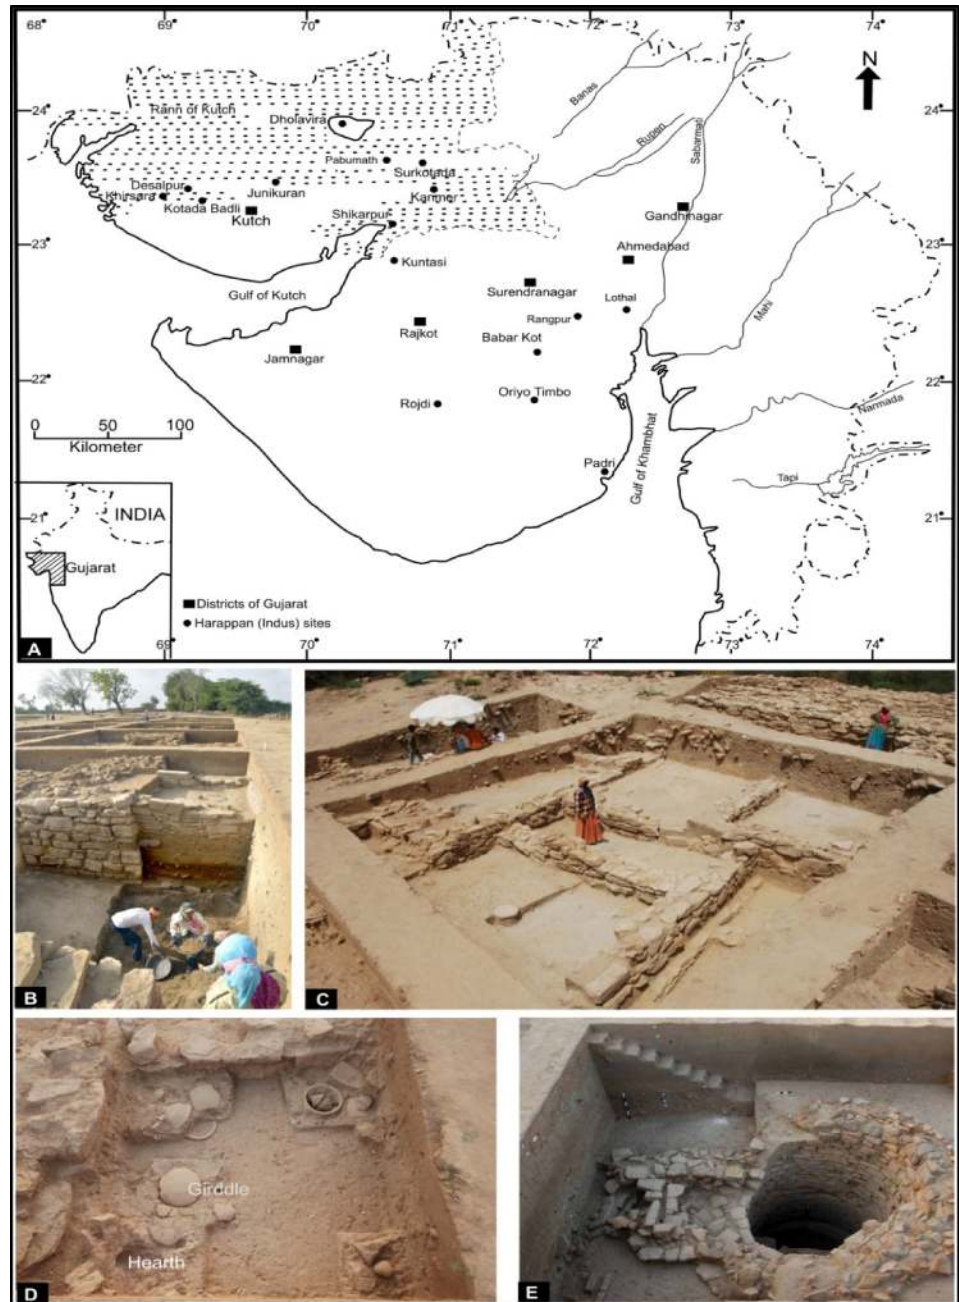 68° 69° 70° 71° 72° 73° 74°
N
24° 24°
Rann of Kutch
Dholavira
Banas
Rupen
Sabarmati
Pabumath
Surkotada
Desalpur
Junikuran
Kanmer
Khirsara
Kotada Badli
Kutch
Shikarpur
Gandhinagar
23° 23°
Ahmedabad
Kuntasi
Gulf of Kutch
Surendranagar
Lothal
Mahi
Rangpur
Rajkot
Babar Kot
Jamnagar
22° 22°
Rojdi
Oriyo Timbo
Narmada
0 50 100
Kilometer
Padri
Gulf of Khambhat
Tapi
21° 21°
INDIA
Gujarat
Districts of Gujarat
Harappan (Indus) sites
A
69° 70° 71° 72° 73° 74°
B
C
Girddle
Hearth
D
E